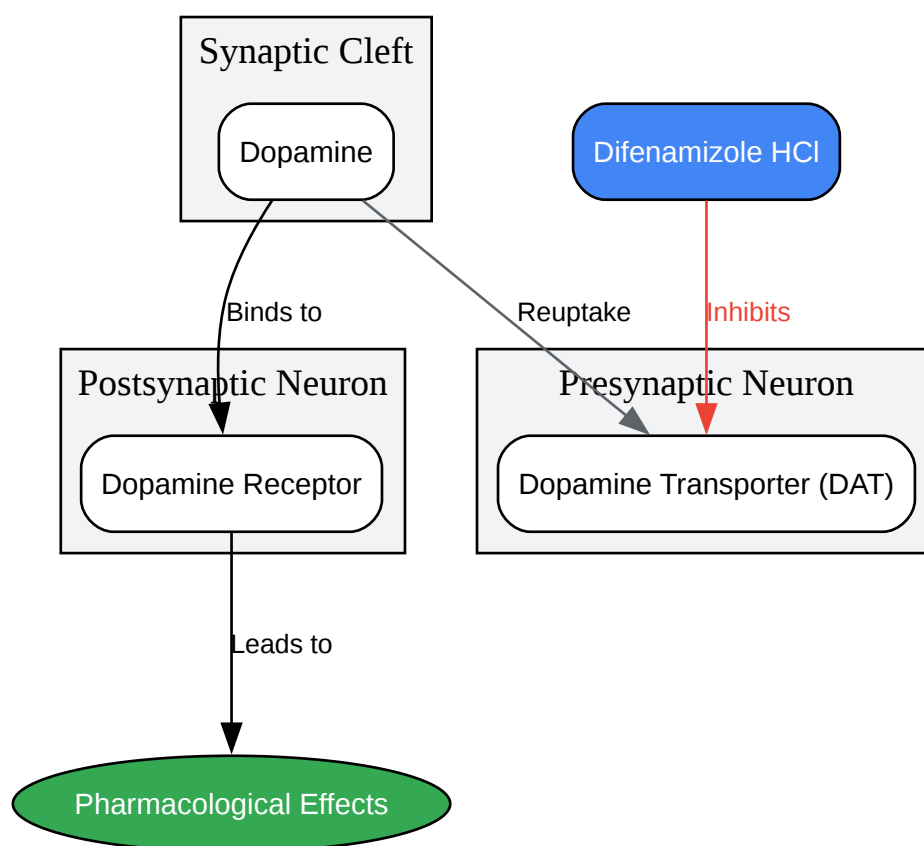 Synaptic Cleft
Dopamine
Difenamizole HCl
Binds to
Reuptake
Inhibits
Postsynaptic Neuron
Presynaptic Neuron
Dopamine Receptor
Dopamine Transporter (DAT)
Leads to
Pharmacological Effects